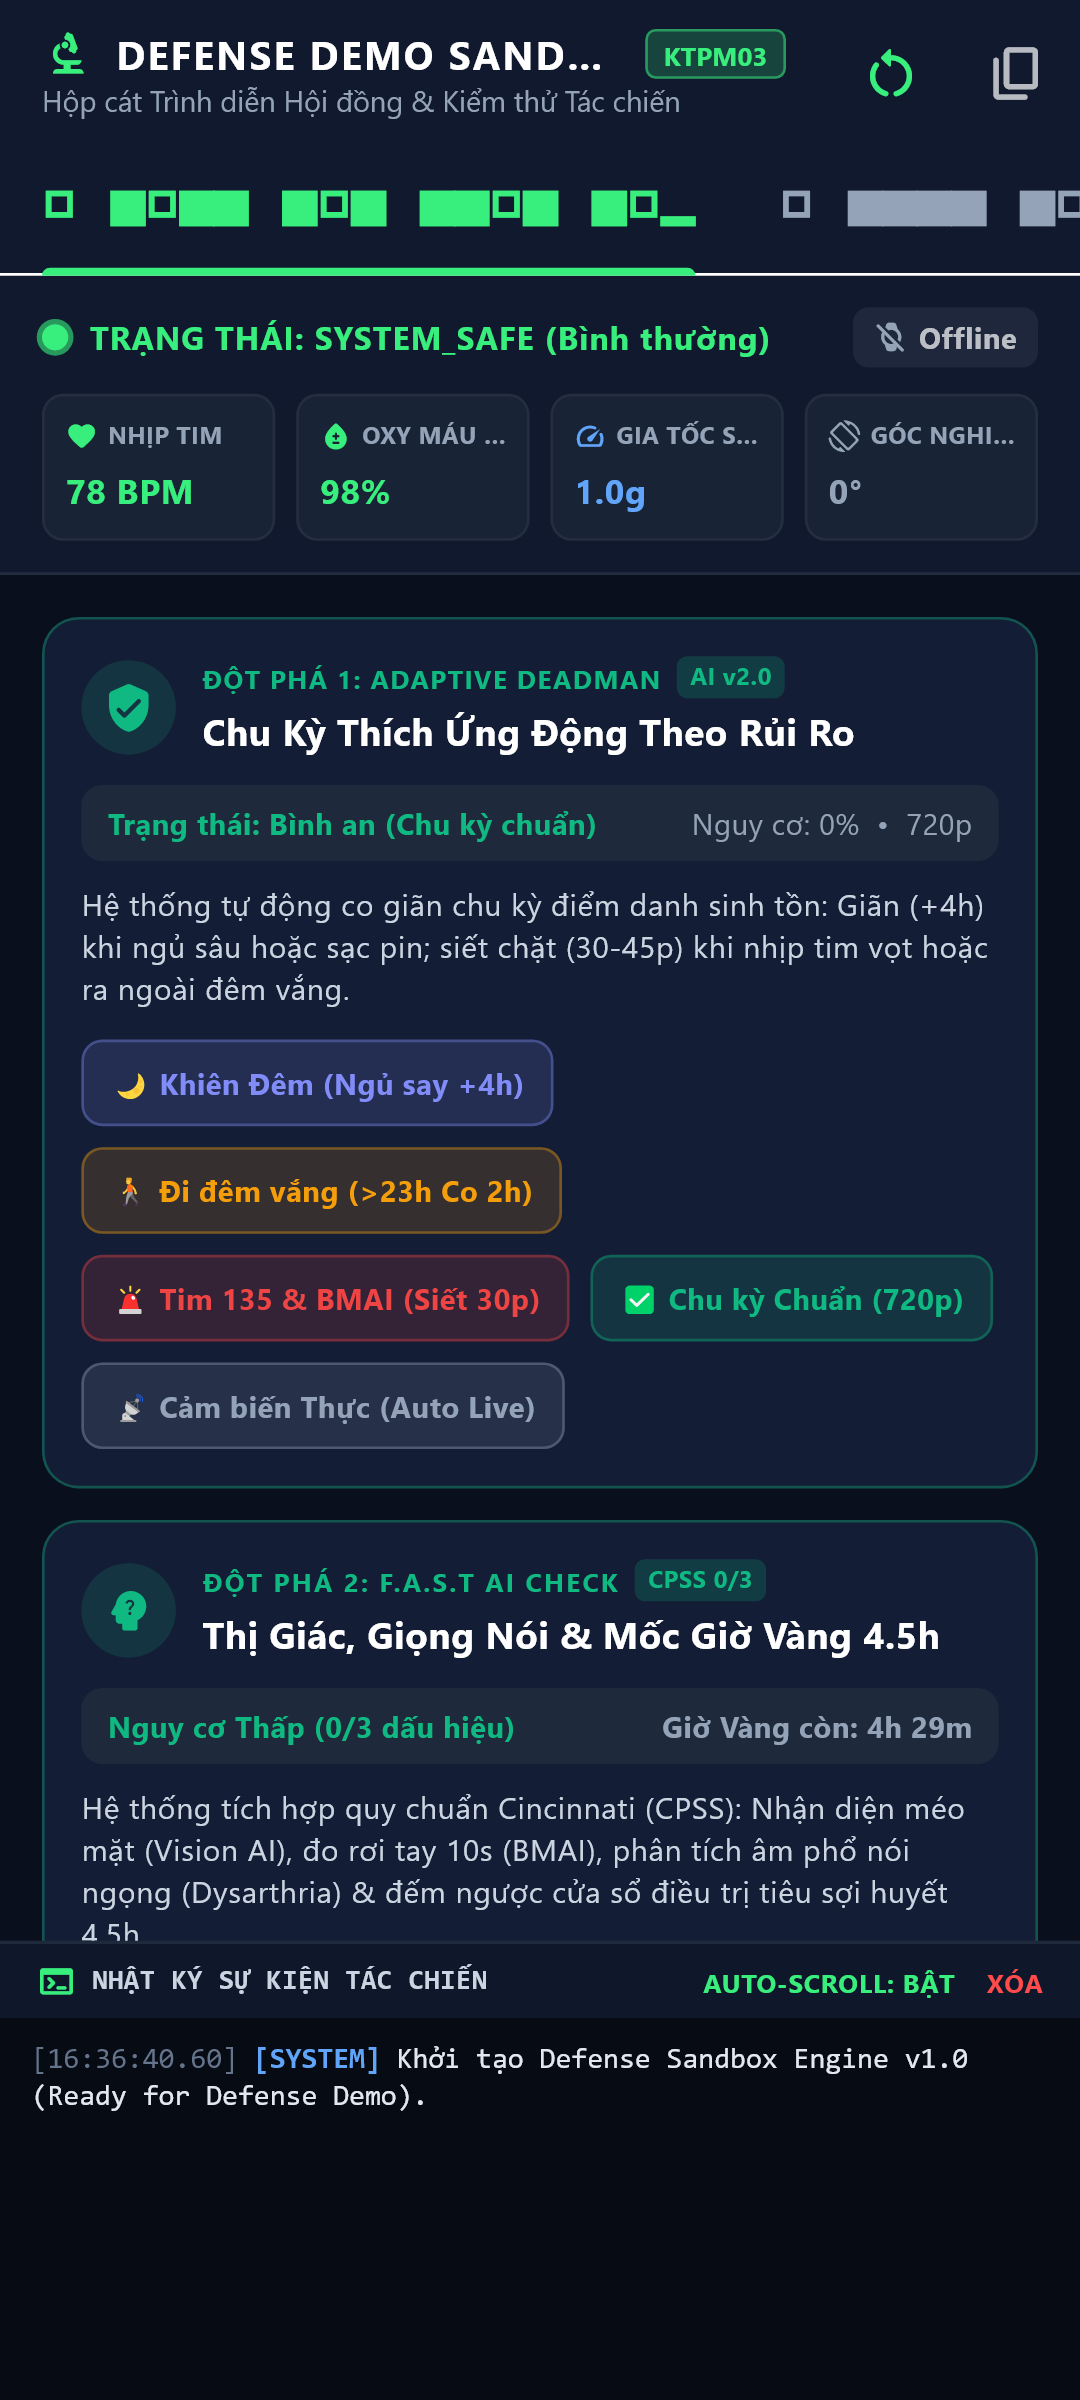 DEFENSE DEMO SAND...
KTPM03
Hộp cát Trình diễn Hội đồng & Kiểm thử Tác chiến
TRẠNG THÁI: SYSTEM_SAFE (Bình thường)
Offline
NHỊP TIM
78 BPM
OXY MÁU ...
98%
GIA TỐC S...
1.0g
GÓC NGHI...
0°
ĐỘT PHÁ 1: ADAPTIVE DEADMAN
AI v2.0
Chu Kỳ Thích Ứng Động Theo Rủi Ro
Trạng thái: Bình an (Chu kỳ chuẩn)
Nguy cơ: 0% • 720p
Hệ thống tự động co giãn chu kỳ điểm danh sinh tồn: Giãn (+4h)
khi ngủ sâu hoặc sạc pin; siết chặt (30-45p) khi nhịp tim vọt hoặc
ra ngoài đêm vắng.
🌙 Khiên Đêm (Ngủ say +4h)
🚶 Đi đêm vắng (>23h Co 2h)
🚨 Tim 135 & BMAI (Siết 30p)
✅ Chu kỳ Chuẩn (720p)
📡 Cảm biến Thực (Auto Live)
ĐỘT PHÁ 2: F.A.S.T AI CHECK
CPSS 0/3
Thị Giác, Giọng Nói & Mốc Giờ Vàng 4.5h
Nguy cơ Thấp (0/3 dấu hiệu)
Giờ Vàng còn: 4h 29m
Hệ thống tích hợp quy chuẩn Cincinnati (CPSS): Nhận diện méo
mặt (Vision AI), đo rơi tay 10s (BMAI), phân tích âm phổ nói
ngọng (Dysarthria) & đếm ngược cửa sổ điều trị tiêu sợi huyết
4.5h
NHẬT KÝ SỰ KIỆN TÁC CHIẾN
AUTO-SCROLL: BẬT
XÓA
[16:36:40.60] [SYSTEM] Khởi tạo Defense Sandbox Engine v1.0
(Ready for Defense Demo).